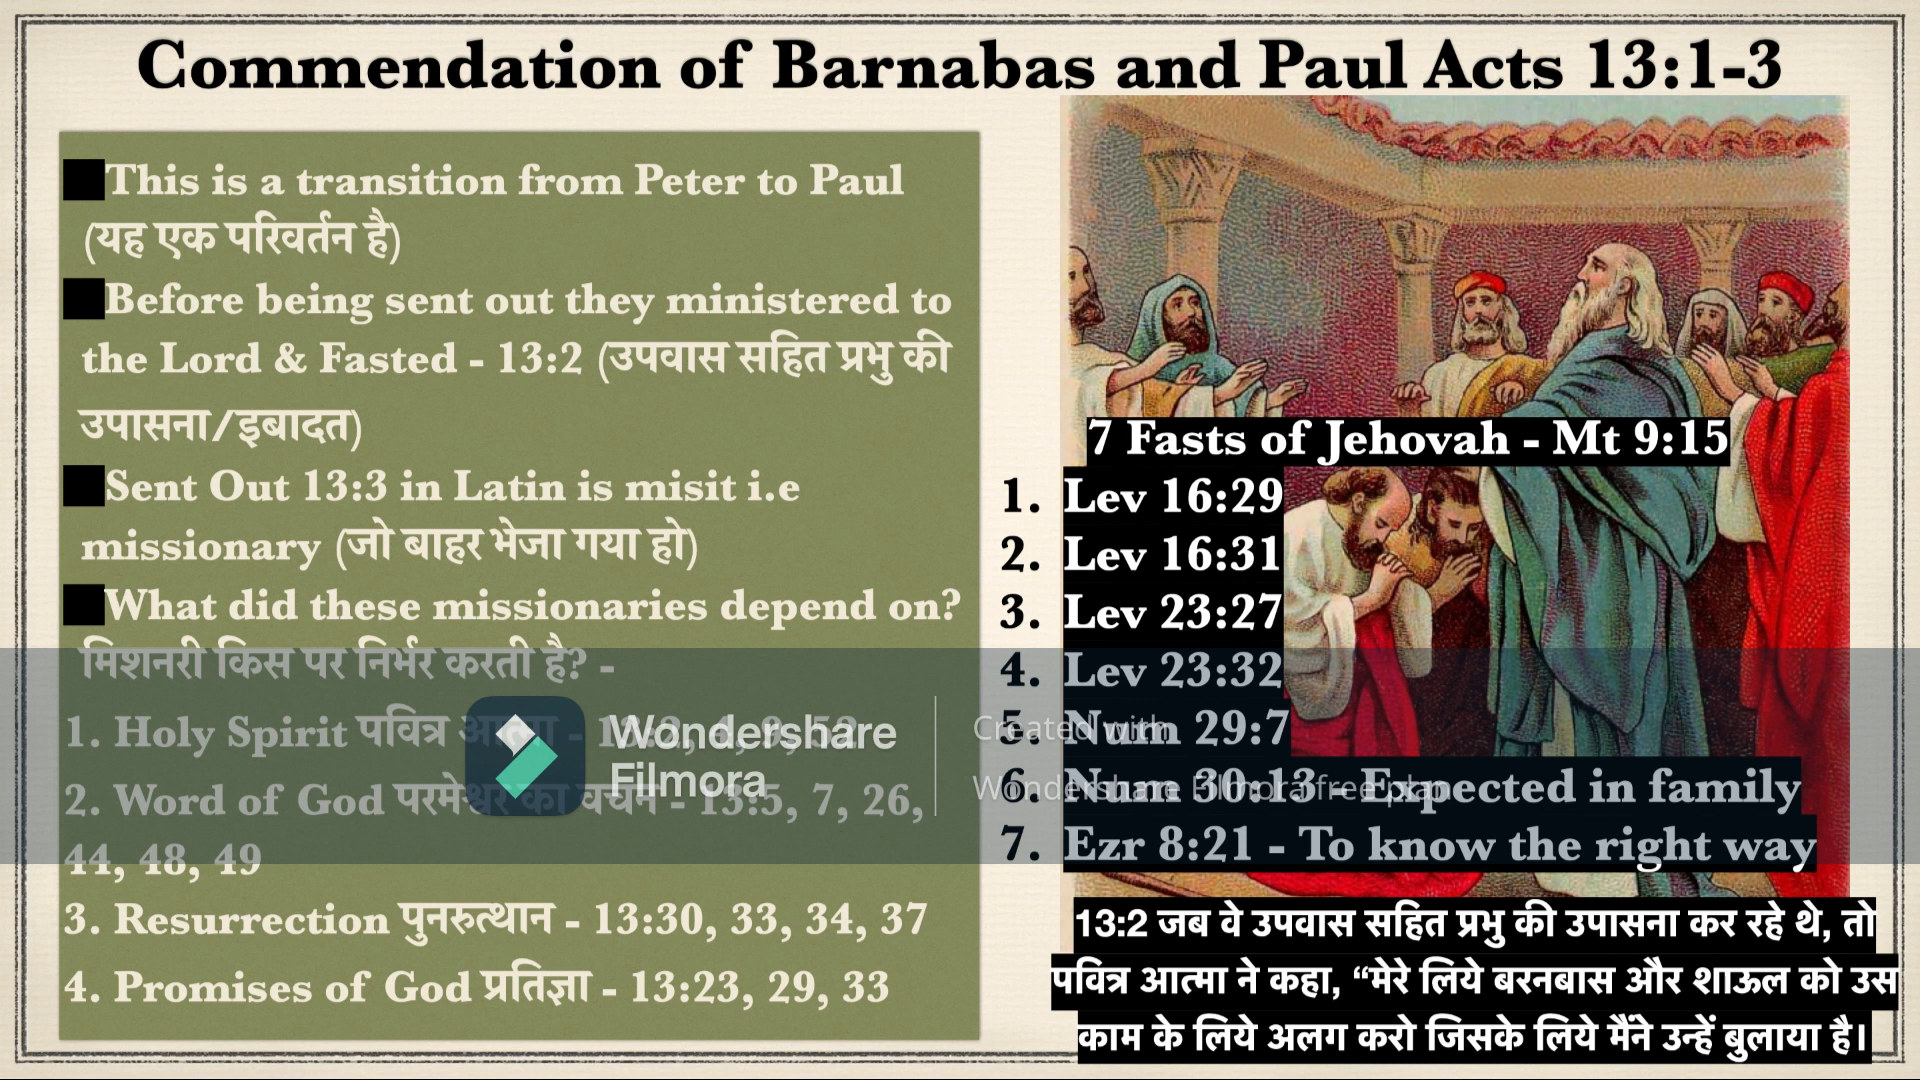 Commendation of Barnabas and Paul Acts 13:1-3
This is a transition from Peter to Paul
(यह एक परिवर्तन है)
Before being sent out they ministered to
the Lord & Fasted - 13:2 (उपवास सहित प्रभु की
उपासना/इबादत)
Sent Out 13:3 in Latin is misit i.e
missionary (जो बाहर भेजा गया हो)
What did these missionaries depend on?
मिशनरी किस पर निर्भर करती है? -
1. Holy Spirit पवित्र आत्मा - 52
2. Word of God परमेश्वर का वचन - 13:5, 7, 26,
44, 48, 49
3. Resurrection पुनरुत्थान - 13:30, 33, 34, 37
4. Promises of God प्रतिज्ञा - 13:23, 29, 33
7 Fasts of Jehovah - Mt 9:15
1. Lev 16:29
2. Lev 16:31
3. Lev 23:27
4. Lev 23:32
5. Num 29:7
6. Num 30:13 - Expected in family
7. Ezr 8:21 - To know the right way
13:2 जब वे उपवास सहित प्रभु की उपासना कर रहे थे, तो
पवित्र आत्मा ने कहा, “मेरे लिये बरनबास और शाऊल को उस
काम के लिये अलग करो जिसके लिये मैंने उन्हें बुलाया है।
Wondershare
Filmora
Created with
Wondershare Filmora free plan